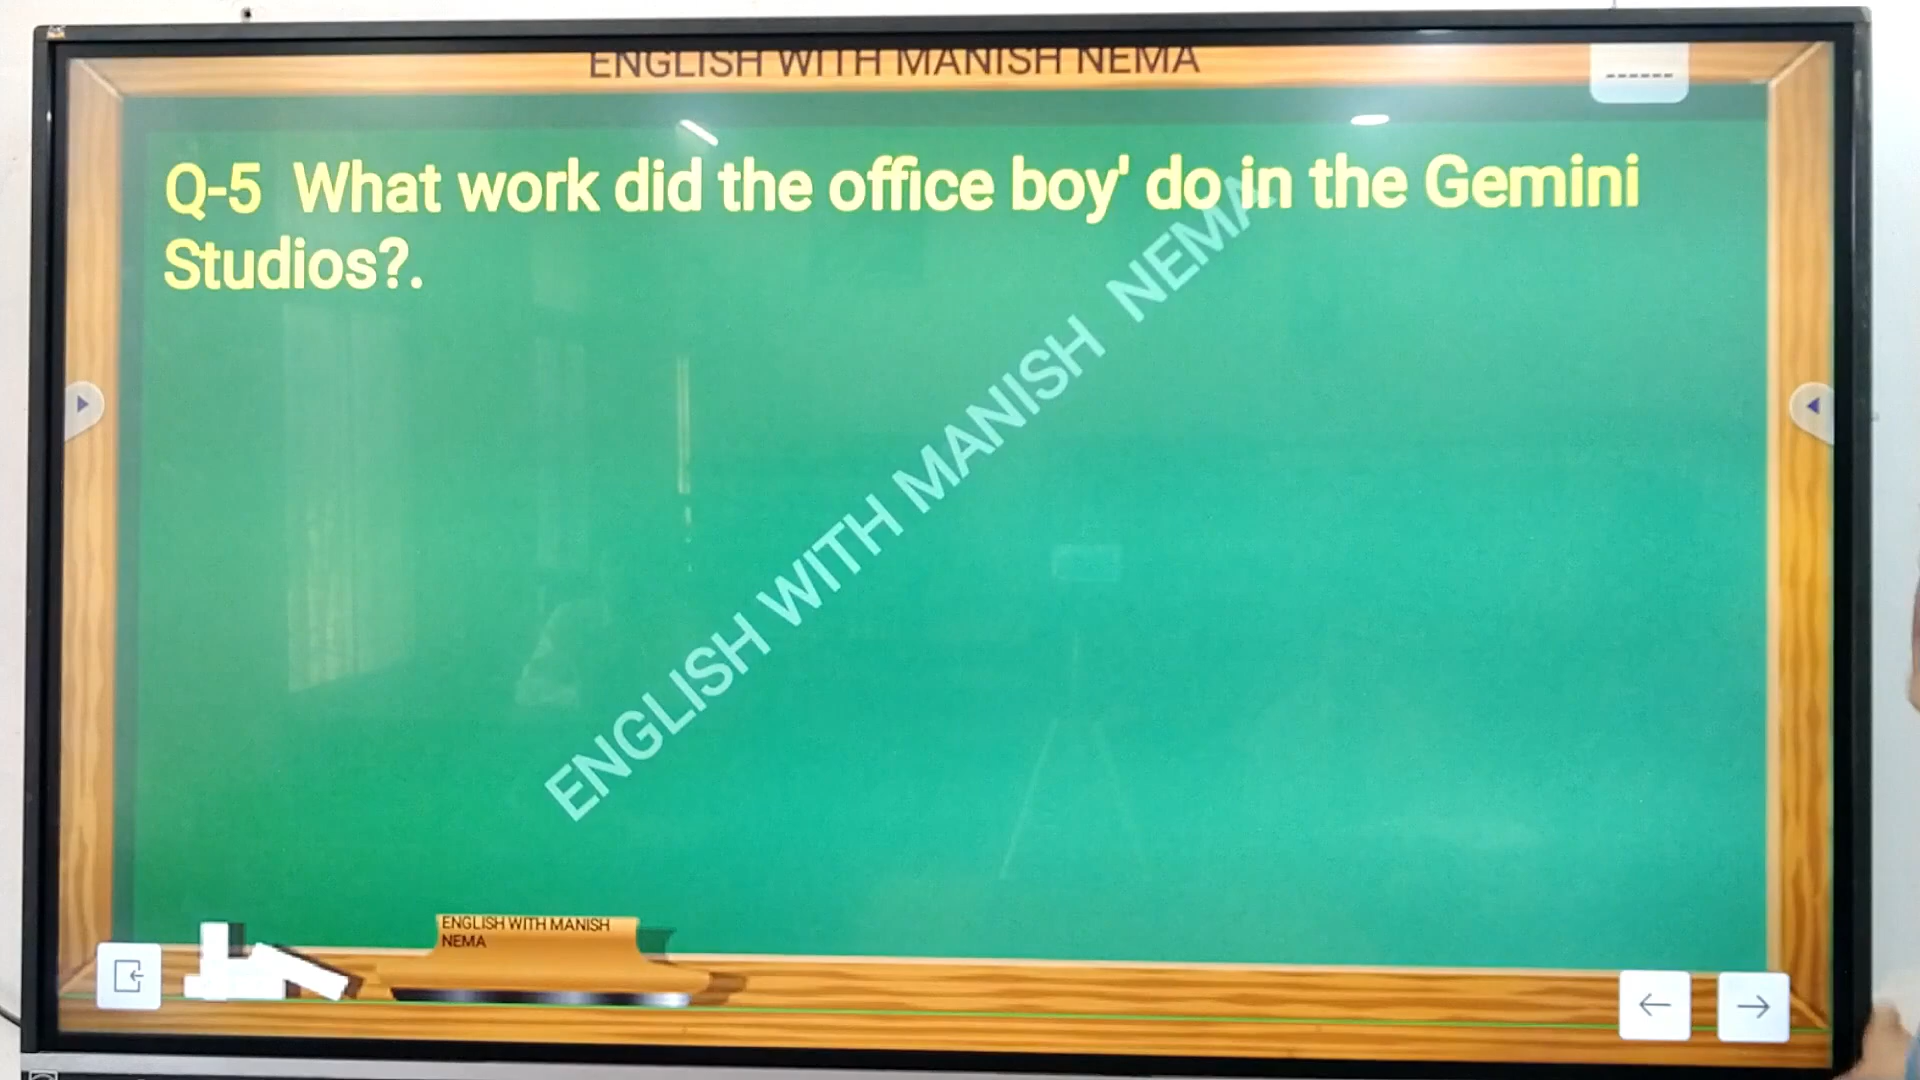 ENGLISH WITH MANISH NEMA
Q-5 What work did the office boy' do in the Gemini
Studios?.
ENGLISH WITH MANISH NEMA
ENGLISH WITH MANISH
NEMA